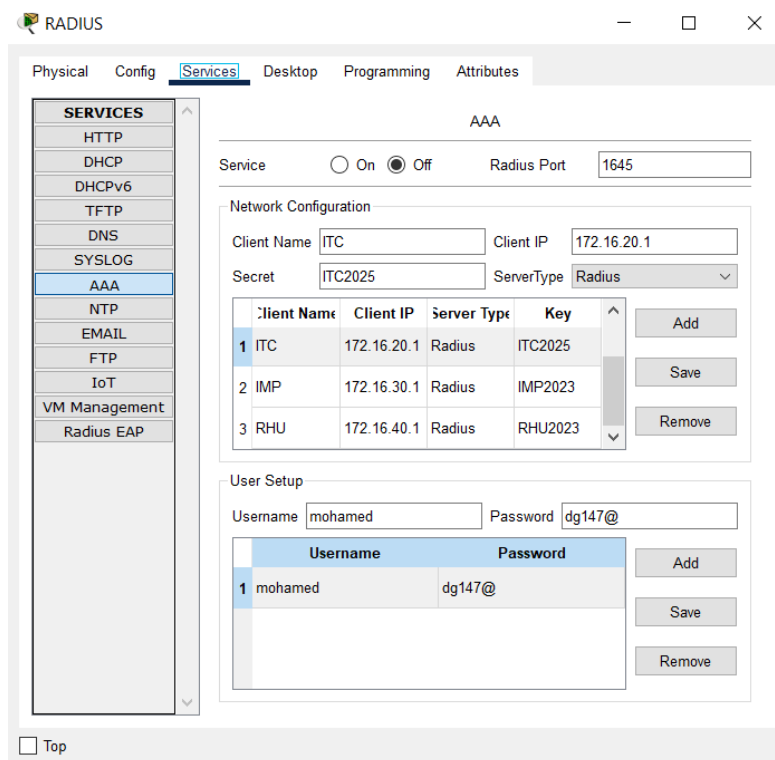 RADIUS
Physical Config Services Desktop Programming Attributes
SERVICES
HTTP
DHCP
DHCPv6
TFTP
DNS
SYSLOG
AAA
NTP
EMAIL
FTP
IoT
VM Management
Radius EAP
AAA
Service On Off Radius Port 1645
Network Configuration
Client Name ITC Client IP 172.16.20.1
Secret ITC2025 ServerType Radius
Client Name Client IP Server Type Key
1 ITC 172.16.20.1 Radius ITC2025
2 IMP 172.16.30.1 Radius IMP2023
3 RHU 172.16.40.1 Radius RHU2023
Add
Save
Remove
User Setup
Username mohamed Password dg147@
Username Password
1 mohamed dg147@
Add
Save
Remove
Top